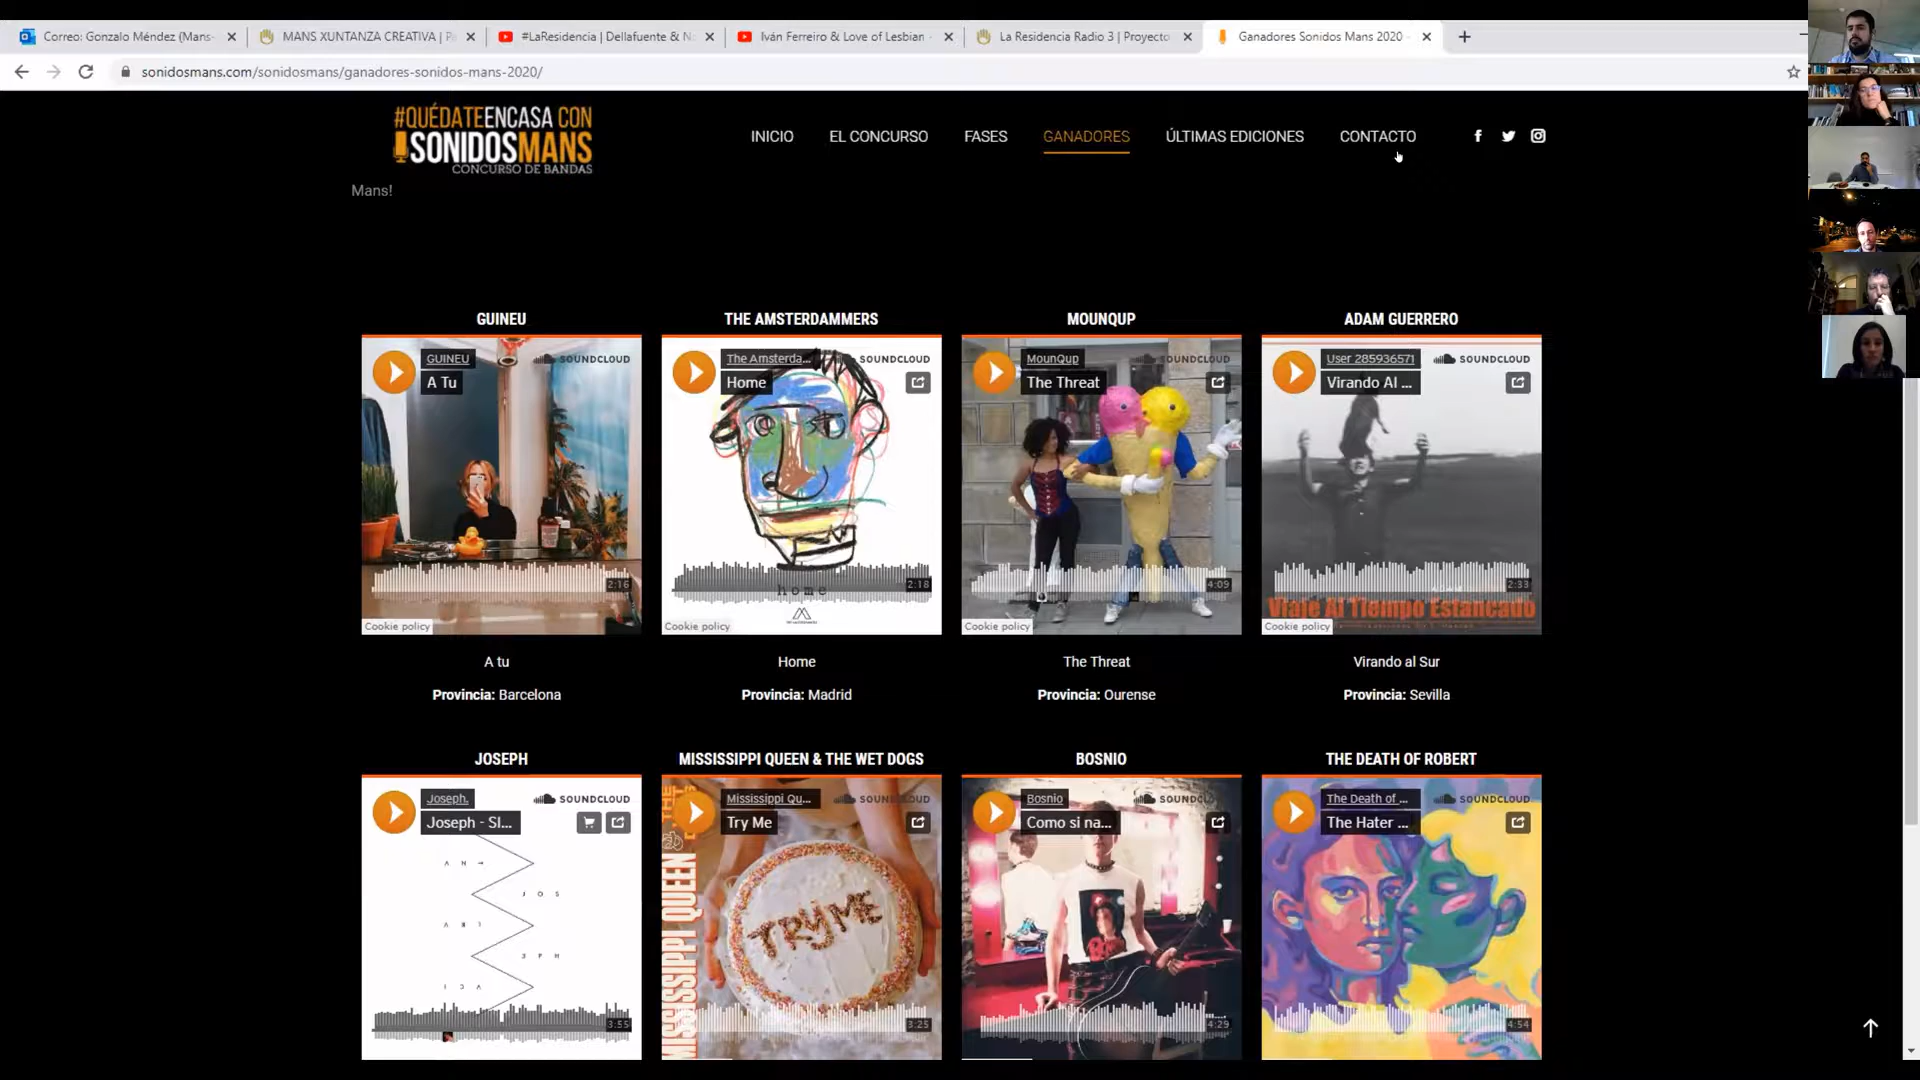 Correo: Gonzalo Méndez (Mans-
MANS XUNTANZA CREATIVA | Pa
#LaResidencia | Dellafuente & No
Iván Ferreiro & Love of Lesbian -
La Residencia Radio 3 | Proyecto
Ganadores Sonidos Mans 2020 -
sonidosmans.com/sonidosmans/ganadores-sonidos-mans-2020/
#QUÉDATEENCASA CON
SONIDOSMANS
CONCURSO DE BANDAS
INICIO
EL CONCURSO
FASES
GANADORES
ÚLTIMAS EDICIONES
CONTACTO
Mans!
GUINEU
THE AMSTERDAMMERS
MOUNQUP
ADAM GUERRERO
GUINEU
SOUNDCLOUD
A Tu
2:16
Cookie policy
The Amsterda...
SOUNDCLOUD
Home
home
2:18
Cookie policy
MounQup
SOUNDCLOUD
The Threat
4:09
Cookie policy
User 285936571
SOUNDCLOUD
Virando Al ...
2:33
Viaje Al Tiempo Estancado
Cookie policy
A tu
Home
The Threat
Virando al Sur
Provincia: Barcelona
Provincia: Madrid
Provincia: Ourense
Provincia: Sevilla
JOSEPH
MISSISSIPPI QUEEN & THE WET DOGS
BOSNIO
THE DEATH OF ROBERT
Joseph.
SOUNDCLOUD
Joseph - Sl...
3:55
Mississippi Qu...
SOUNDCLOUD
Try Me
MISSISSIPPI QUEEN
TRY ME
3:25
Bosnio
SOUNDCLOUD
Como si na...
4:29
The Death of ...
SOUNDCLOUD
The Hater ...
4:54